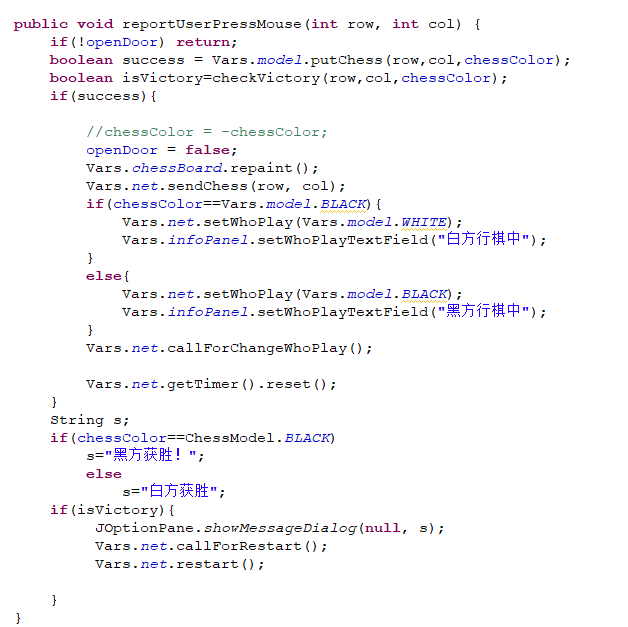 public void reportUserPressMouse(int row, int col) {
    if(!openDoor) return;
    boolean success = Vars.model.putChess(row,col,chessColor);
    boolean isVictory=checkVictory(row,col,chessColor);
    if(success){
        //chessColor = -chessColor;
        openDoor = false;
        Vars.chessBoard.repaint();
        Vars.net.sendChess(row, col);
        if(chessColor==Vars.model.BLACK){
            Vars.net.setWhoPlay(Vars.model.WHITE);
            Vars.infoPanel.setWhoPlayTextField("白方行棋中");
        }
        else{
            Vars.net.setWhoPlay(Vars.model.BLACK);
            Vars.infoPanel.setWhoPlayTextField("黑方行棋中");
        }
        Vars.net.callForChangeWhoPlay();
        Vars.net.getTimer().reset();
    }
    String s;
    if(chessColor==ChessModel.BLACK)
        s="黑方获胜！";
        else
            s="白方获胜";
    if(isVictory){
         JOptionPane.showMessageDialog(null, s);
         Vars.net.callForRestart();
         Vars.net.restart();
    }
}